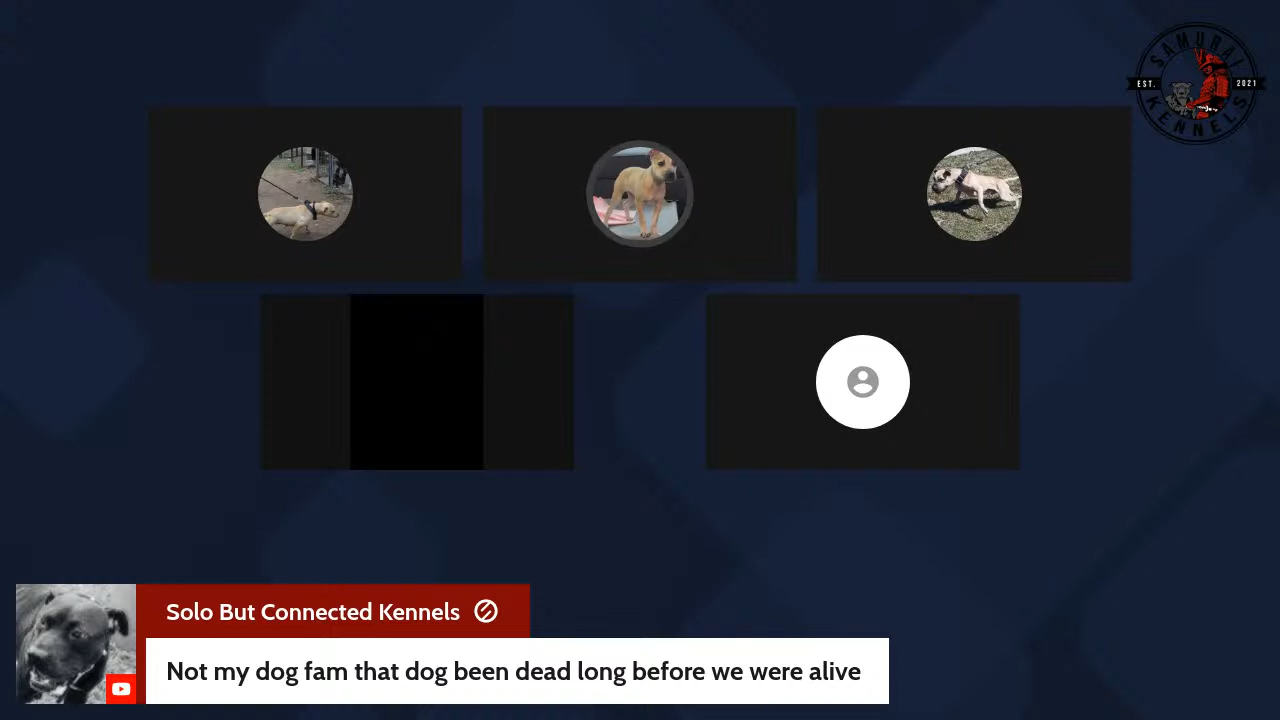 SAMURAI
EST. 2021
KENNELS
Solo But Connected Kennels
Not my dog fam that dog been dead long before we were alive